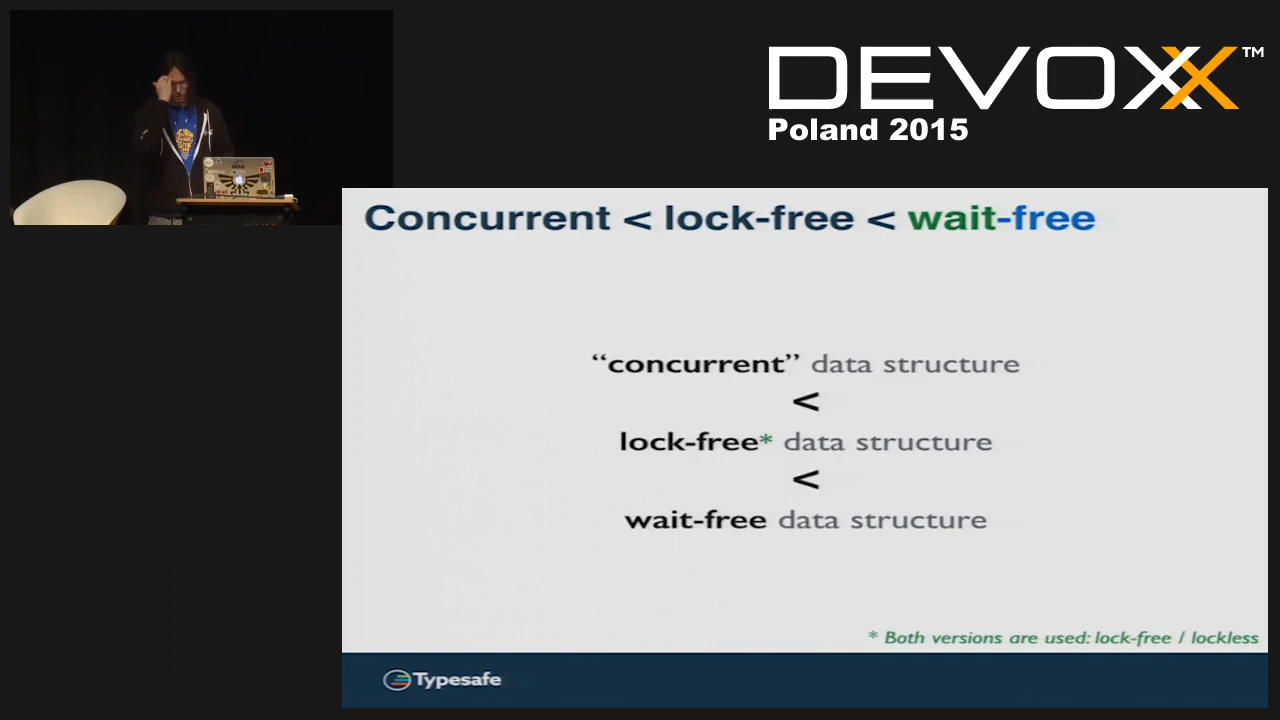 DEVOXX™
Poland 2015
Concurrent < lock-free < wait-free
“concurrent” data structure
<
lock-free* data structure
<
wait-free data structure
* Both versions are used: lock-free / lockless
Typesafe